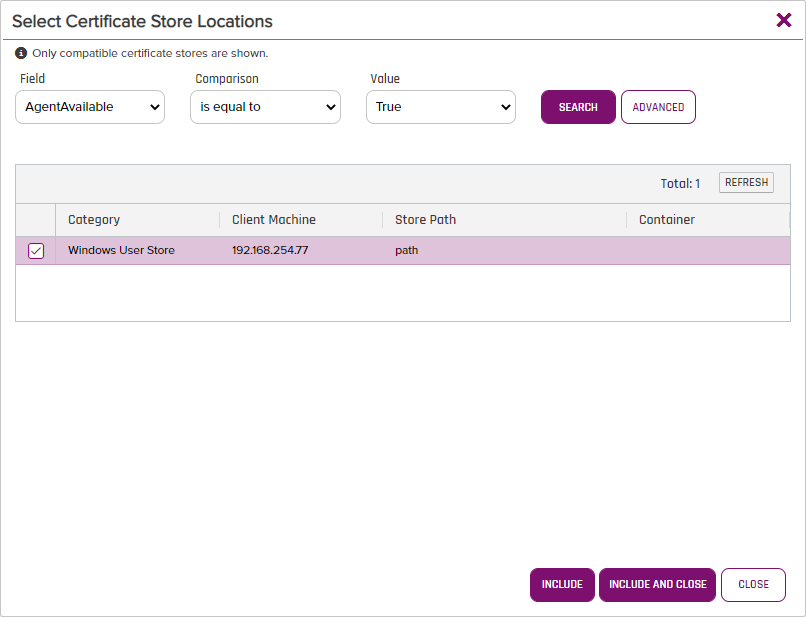 Select Certificate Store Locations
Only compatible certificate stores are shown.
Field Comparison Value
AgentAvailable is equal to True SEARCH ADVANCED
Total: 1 REFRESH
Category Client Machine Store Path Container
Windows User Store 192.168.254.77 path
INCLUDE INCLUDE AND CLOSE CLOSE